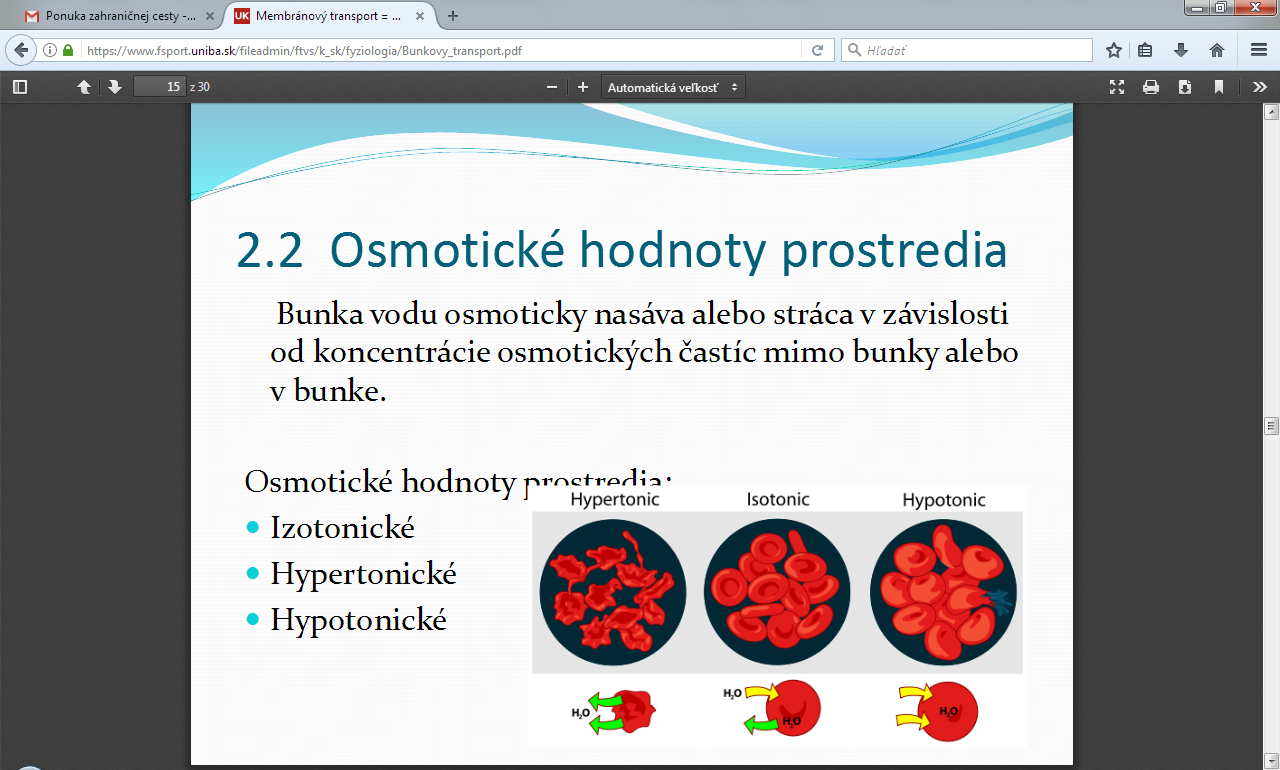 Ponuka zahraničnej cesty -...
UK Membránový transport = ...
https://www.fsport.uniba.sk/fileadmin/ftvs/k_sk/fyziologia/Bunkovy_transport.pdf
Hľadať
15 z 30
Automatická veľkosť
2.2 Osmotické hodnoty prostredia
Bunka vodu osmoticky nasáva alebo stráca v závislosti
od koncentrácie osmotických častíc mimo bunky alebo
v bunke.
Osmotické hodnoty prostredia:
Izotonické
Hypertonické
Hypotonické
Hypertonic Isotonic Hypotonic
H₂O
H₂O
H₂O
H₂O